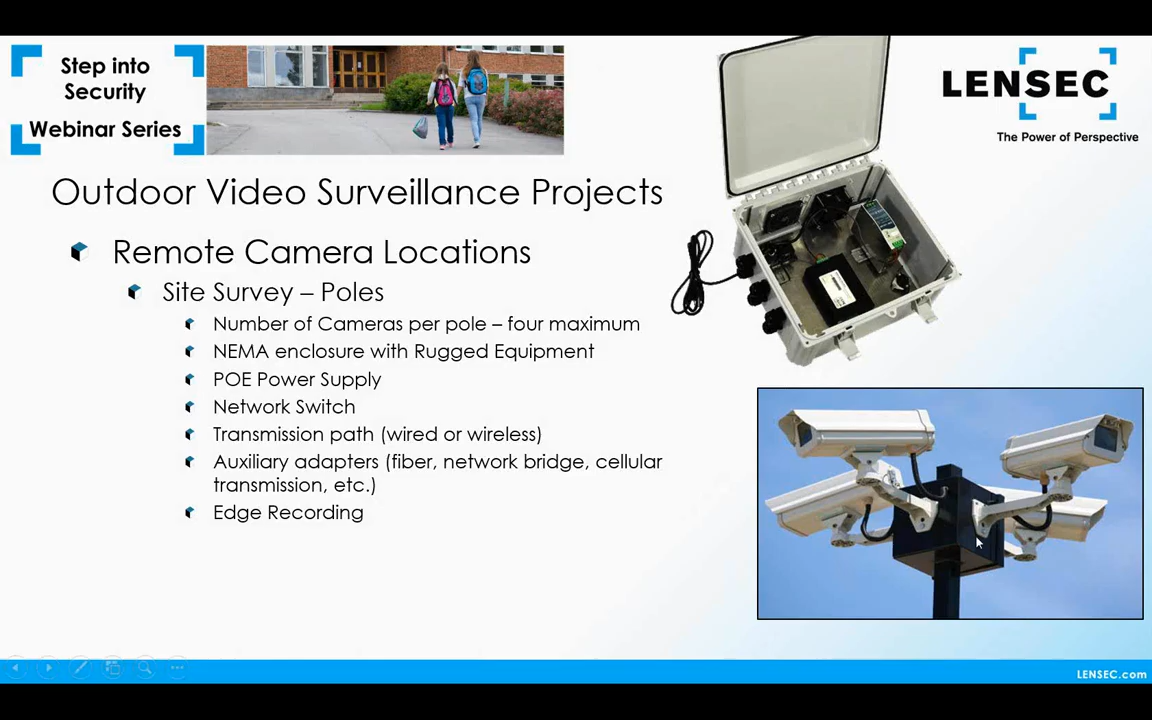 Step into
Security
Webinar Series
LENSEC
The Power of Perspective
Outdoor Video Surveillance Projects
Remote Camera Locations
Site Survey – Poles
Number of Cameras per pole – four maximum
NEMA enclosure with Rugged Equipment
POE Power Supply
Network Switch
Transmission path (wired or wireless)
Auxiliary adapters (fiber, network bridge, cellular
transmission, etc.)
Edge Recording
LENSEC.com